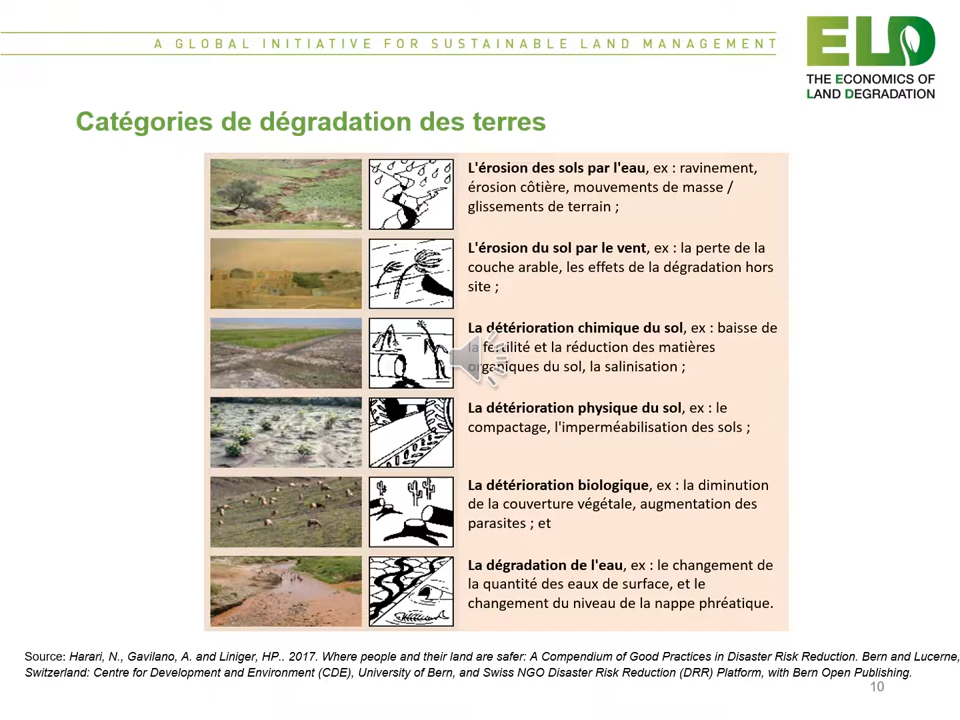 A GLOBAL INITIATIVE FOR SUSTAINABLE LAND MANAGEMENT
ELD
THE ECONOMICS OF
LAND DEGRADATION
Catégories de dégradation des terres
L'érosion des sols par l'eau, ex : ravinement,
érosion côtière, mouvements de masse /
glissements de terrain ;
L'érosion du sol par le vent, ex : la perte de la
couche arable, les effets de la dégradation hors
site ;
La détérioration chimique du sol, ex : baisse de
la fertilité et la réduction des matières
organiques du sol, la salinisation ;
La détérioration physique du sol, ex : le
compactage, l'imperméabilisation des sols ;
La détérioration biologique, ex : la diminution
de la couverture végétale, augmentation des
parasites ; et
La dégradation de l'eau, ex : le changement de
la quantité des eaux de surface, et le
changement du niveau de la nappe phréatique.
Source: Harari, N., Gavilano, A. and Liniger, HP.. 2017. Where people and their land are safer: A Compendium of Good Practices in Disaster Risk Reduction. Bern and Lucerne,
Switzerland: Centre for Development and Environment (CDE), University of Bern, and Swiss NGO Disaster Risk Reduction (DRR) Platform, with Bern Open Publishing.
10